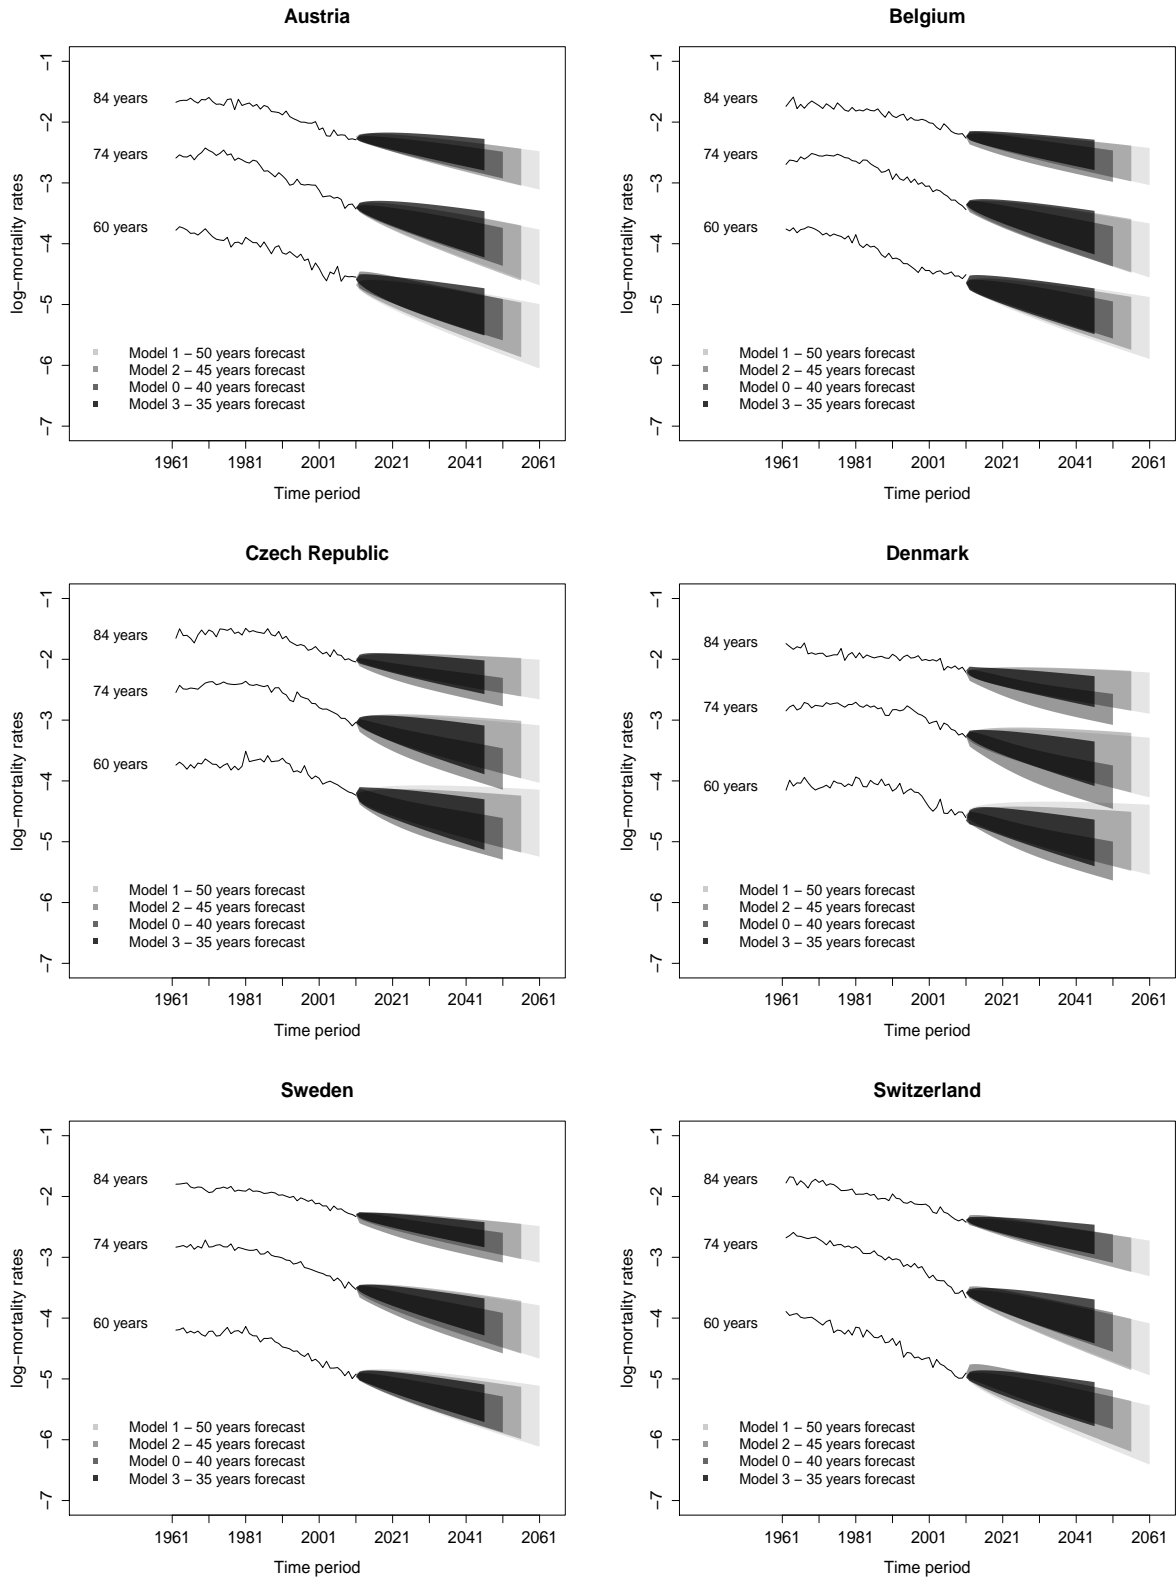 Austria
log−mortality rates
−1
−2
−3
−4
−5
−6
−7
84 years
74 years
60 years
Model 1 − 50 years forecast
Model 2 − 45 years forecast
Model 0 − 40 years forecast
Model 3 − 35 years forecast
1961 1981 2001 2021 2041 2061
Time period
Belgium
log−mortality rates
−1
−2
−3
−4
−5
−6
−7
84 years
74 years
60 years
Model 1 − 50 years forecast
Model 2 − 45 years forecast
Model 0 − 40 years forecast
Model 3 − 35 years forecast
1961 1981 2001 2021 2041 2061
Time period
Czech Republic
log−mortality rates
−1
−2
−3
−4
−5
−6
−7
84 years
74 years
60 years
Model 1 − 50 years forecast
Model 2 − 45 years forecast
Model 0 − 40 years forecast
Model 3 − 35 years forecast
1961 1981 2001 2021 2041 2061
Time period
Denmark
log−mortality rates
−1
−2
−3
−4
−5
−6
−7
84 years
74 years
60 years
Model 1 − 50 years forecast
Model 2 − 45 years forecast
Model 0 − 40 years forecast
Model 3 − 35 years forecast
1961 1981 2001 2021 2041 2061
Time period
Sweden
log−mortality rates
−1
−2
−3
−4
−5
−6
−7
84 years
74 years
60 years
Model 1 − 50 years forecast
Model 2 − 45 years forecast
Model 0 − 40 years forecast
Model 3 − 35 years forecast
1961 1981 2001 2021 2041 2061
Time period
Switzerland
log−mortality rates
−1
−2
−3
−4
−5
−6
−7
84 years
74 years
60 years
Model 1 − 50 years forecast
Model 2 − 45 years forecast
Model 0 − 40 years forecast
Model 3 − 35 years forecast
1961 1981 2001 2021 2041 2061
Time period